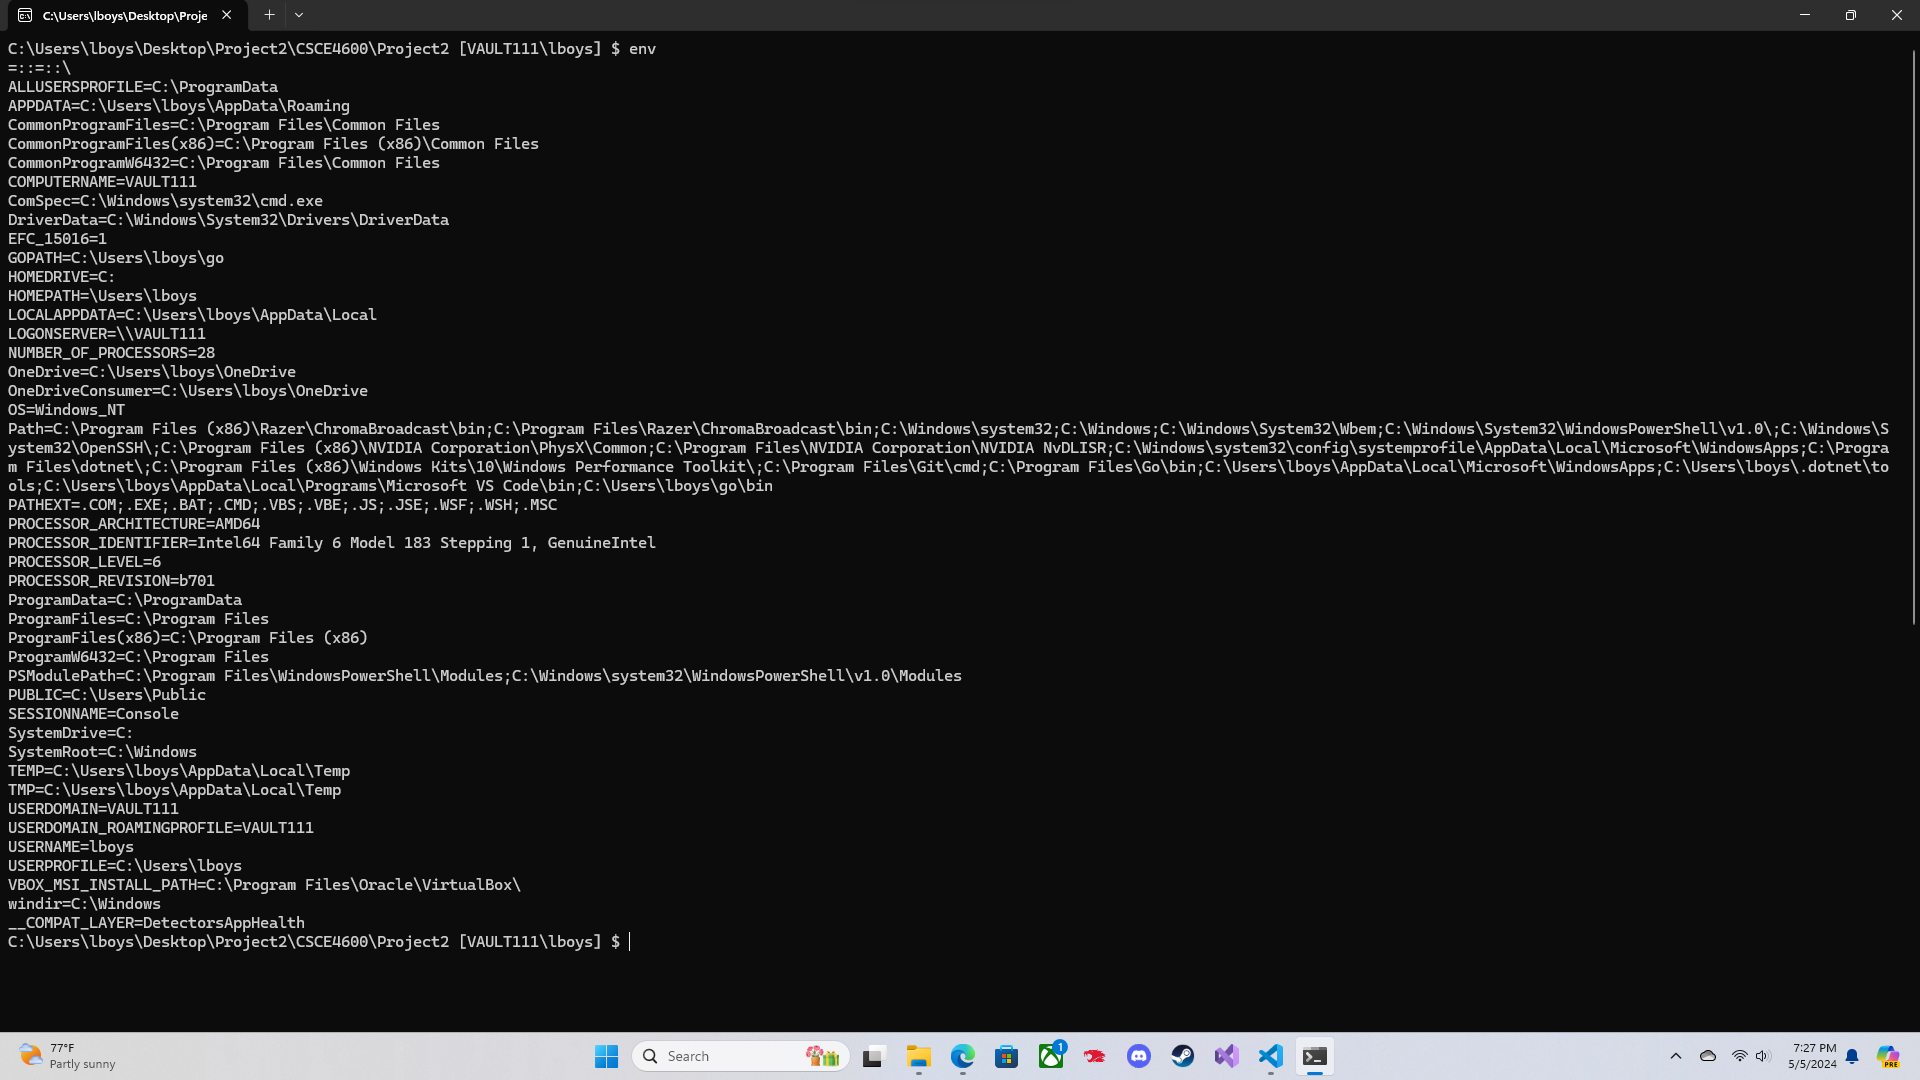 C:\Users\lboys\Desktop\Proje
C:\Users\lboys\Desktop\Project2\CSCE4600\Project2 [VAULT111\lboys] $ env
=::=::\
ALLUSERSPROFILE=C:\ProgramData
APPDATA=C:\Users\lboys\AppData\Roaming
CommonProgramFiles=C:\Program Files\Common Files
CommonProgramFiles(x86)=C:\Program Files (x86)\Common Files
CommonProgramW6432=C:\Program Files\Common Files
COMPUTERNAME=VAULT111
ComSpec=C:\Windows\system32\cmd.exe
DriverData=C:\Windows\System32\Drivers\DriverData
EFC_15016=1
GOPATH=C:\Users\lboys\go
HOMEDRIVE=C:
HOMEPATH=\Users\lboys
LOCALAPPDATA=C:\Users\lboys\AppData\Local
LOGONSERVER=\\VAULT111
NUMBER_OF_PROCESSORS=28
OneDrive=C:\Users\lboys\OneDrive
OneDriveConsumer=C:\Users\lboys\OneDrive
OS=Windows_NT
Path=C:\Program Files (x86)\Razer\ChromaBroadcast\bin;C:\Program Files\Razer\ChromaBroadcast\bin;C:\Windows\system32;C:\Windows;C:\Windows\System32\Wbem;C:\Windows\System32\WindowsPowerShell\v1.0\;C:\Windows\S
ystem32\OpenSSH\;C:\Program Files (x86)\NVIDIA Corporation\PhysX\Common;C:\Program Files\NVIDIA Corporation\NVIDIA NvDLISR;C:\Windows\system32\config\systemprofile\AppData\Local\Microsoft\WindowsApps;C:\Progra
m Files\dotnet\;C:\Program Files (x86)\Windows Kits\10\Windows Performance Toolkit\;C:\Program Files\Git\cmd;C:\Program Files\Go\bin;C:\Users\lboys\AppData\Local\Microsoft\WindowsApps;C:\Users\lboys\.dotnet\to
ols;C:\Users\lboys\AppData\Local\Programs\Microsoft VS Code\bin;C:\Users\lboys\go\bin
PATHEXT=.COM;.EXE;.BAT;.CMD;.VBS;.VBE;.JS;.JSE;.WSF;.WSH;.MSC
PROCESSOR_ARCHITECTURE=AMD64
PROCESSOR_IDENTIFIER=Intel64 Family 6 Model 183 Stepping 1, GenuineIntel
PROCESSOR_LEVEL=6
PROCESSOR_REVISION=b701
ProgramData=C:\ProgramData
ProgramFiles=C:\Program Files
ProgramFiles(x86)=C:\Program Files (x86)
ProgramW6432=C:\Program Files
PSModulePath=C:\Program Files\WindowsPowerShell\Modules;C:\Windows\system32\WindowsPowerShell\v1.0\Modules
PUBLIC=C:\Users\Public
SESSIONNAME=Console
SystemDrive=C:
SystemRoot=C:\Windows
TEMP=C:\Users\lboys\AppData\Local\Temp
TMP=C:\Users\lboys\AppData\Local\Temp
USERDOMAIN=VAULT111
USERDOMAIN_ROAMINGPROFILE=VAULT111
USERNAME=lboys
USERPROFILE=C:\Users\lboys
VBOX_MSI_INSTALL_PATH=C:\Program Files\Oracle\VirtualBox\
windir=C:\Windows
__COMPAT_LAYER=DetectorsAppHealth
C:\Users\lboys\Desktop\Project2\CSCE4600\Project2 [VAULT111\lboys] $
77°F
Partly sunny
Search
1
7:27 PM
5/5/2024
PRE